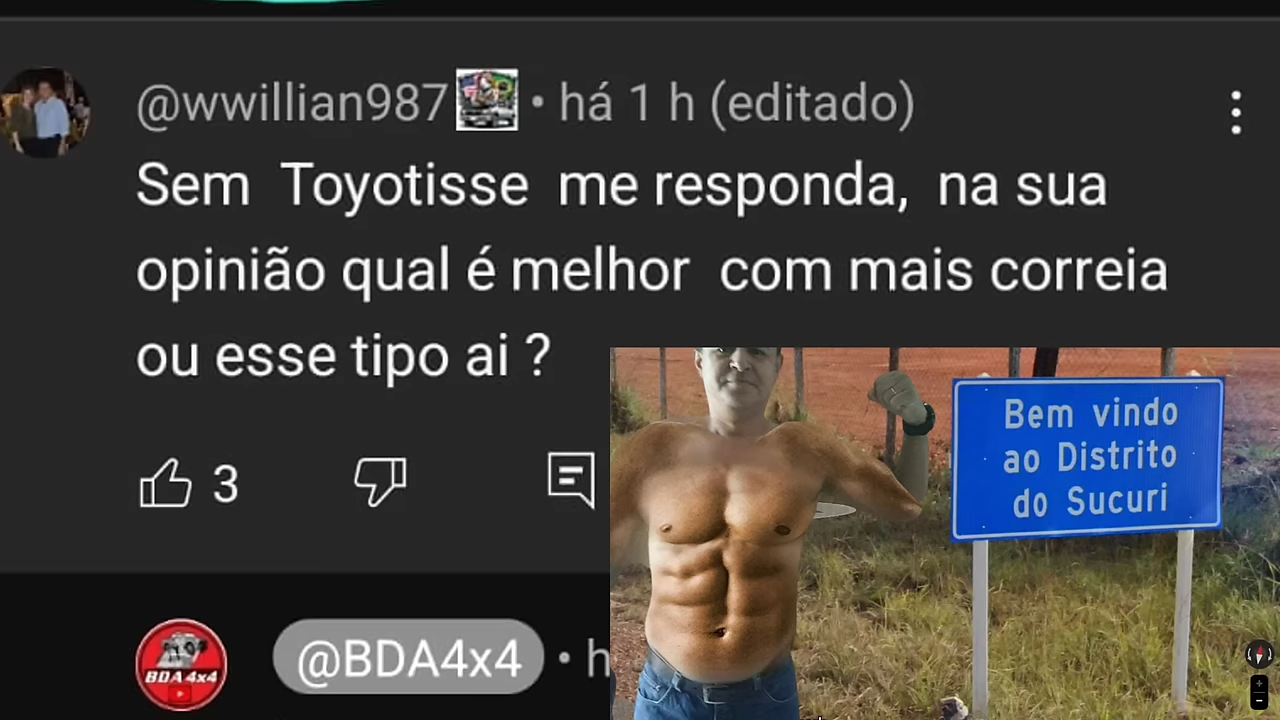 @wwillian987 • há 1 h (editado)
Sem Toyotisse me responda, na sua
opinião qual é melhor com mais correia
ou esse tipo ai ?
3
Bem vindo
ao Distrito
do Sucuri
BDA 4x4
@BDA4x4 • h